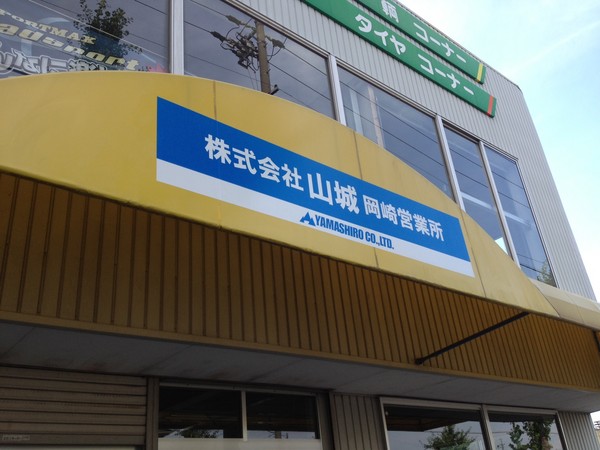 コーナー
タイヤ コーナー
PORTMAX
株式会社 山城 岡崎営業所
YAMASHIRO CO.,LTD.